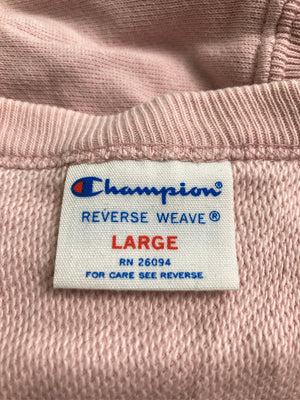 Champion®
REVERSE WEAVE®
LARGE
RN 26094
FOR CARE SEE REVERSE